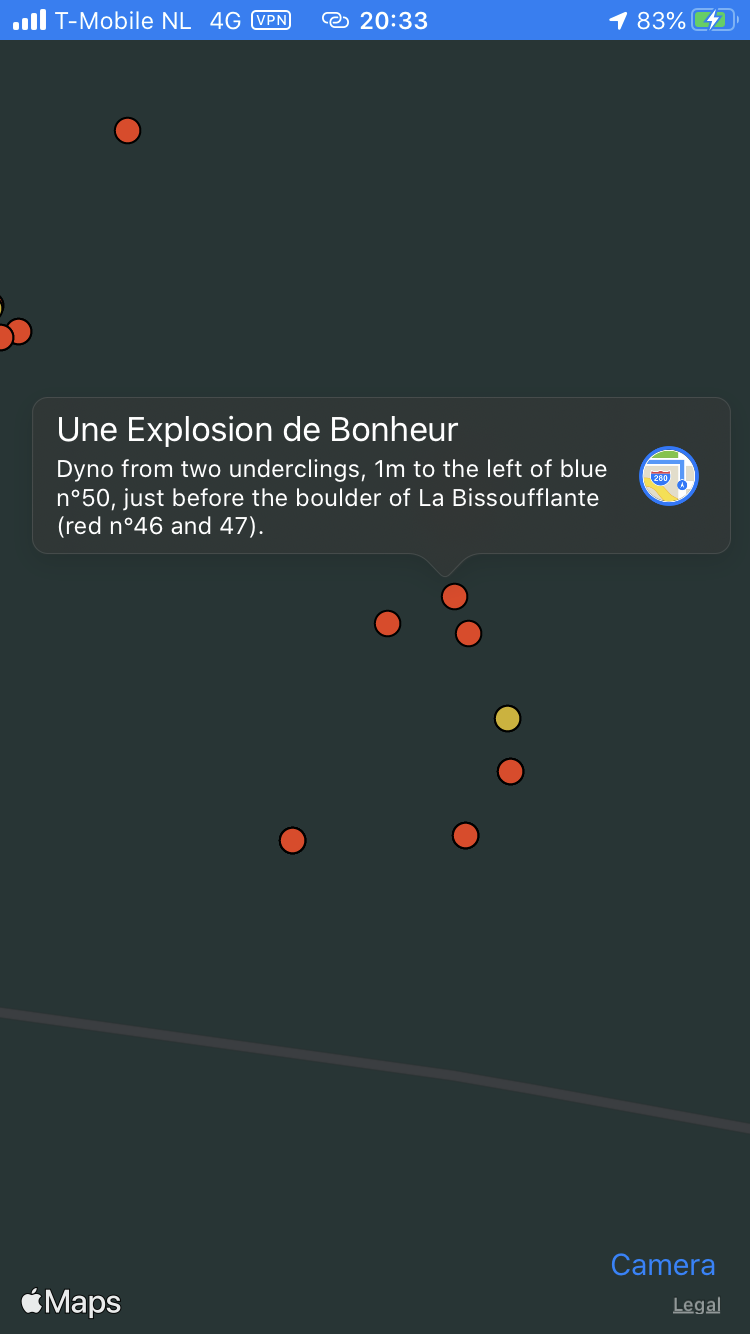 T-Mobile NL 4G VPN 20:33 83%
Une Explosion de Bonheur
Dyno from two underclings, 1m to the left of blue
n°50, just before the boulder of La Bissoufflante
(red n°46 and 47).
280
Camera
Maps
Legal